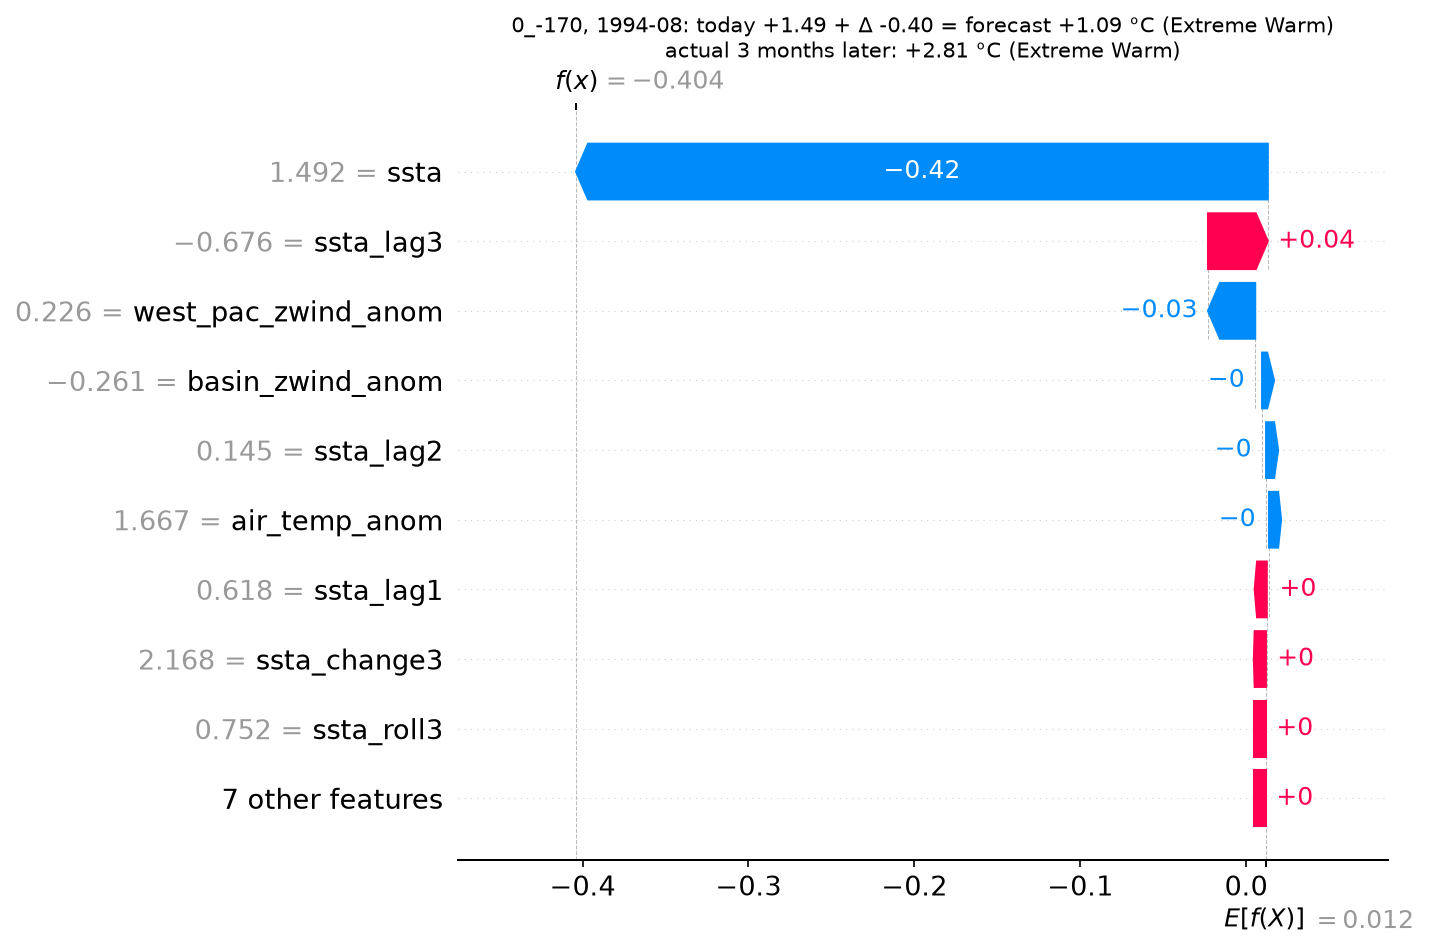 0_-170, 1994-08: today +1.49 + Δ -0.40 = forecast +1.09 °C (Extreme Warm)
actual 3 months later: +2.81 °C (Extreme Warm)
f(x) = −0.404
1.492 = ssta
−0.42
−0.676 = ssta_lag3
+0.04
0.226 = west_pac_zwind_anom
−0.03
−0.261 = basin_zwind_anom
−0
0.145 = ssta_lag2
−0
1.667 = air_temp_anom
−0
0.618 = ssta_lag1
+0
2.168 = ssta_change3
+0
0.752 = ssta_roll3
+0
7 other features
+0
−0.4 −0.3 −0.2 −0.1 0.0
E[f(X)] = 0.012